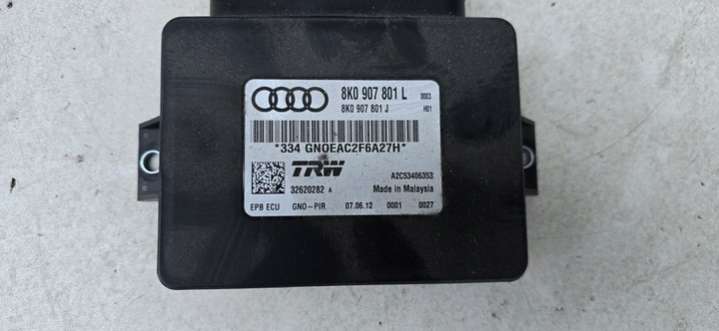 8K0 907 801 L 0003
8K0 907 801 J H01
*334 GN0EAC2F6A27H*
TRW A2C53406353
32620282 A Made in Malaysia
EPB ECU GNO-PIR 07.06.12 0001 0027